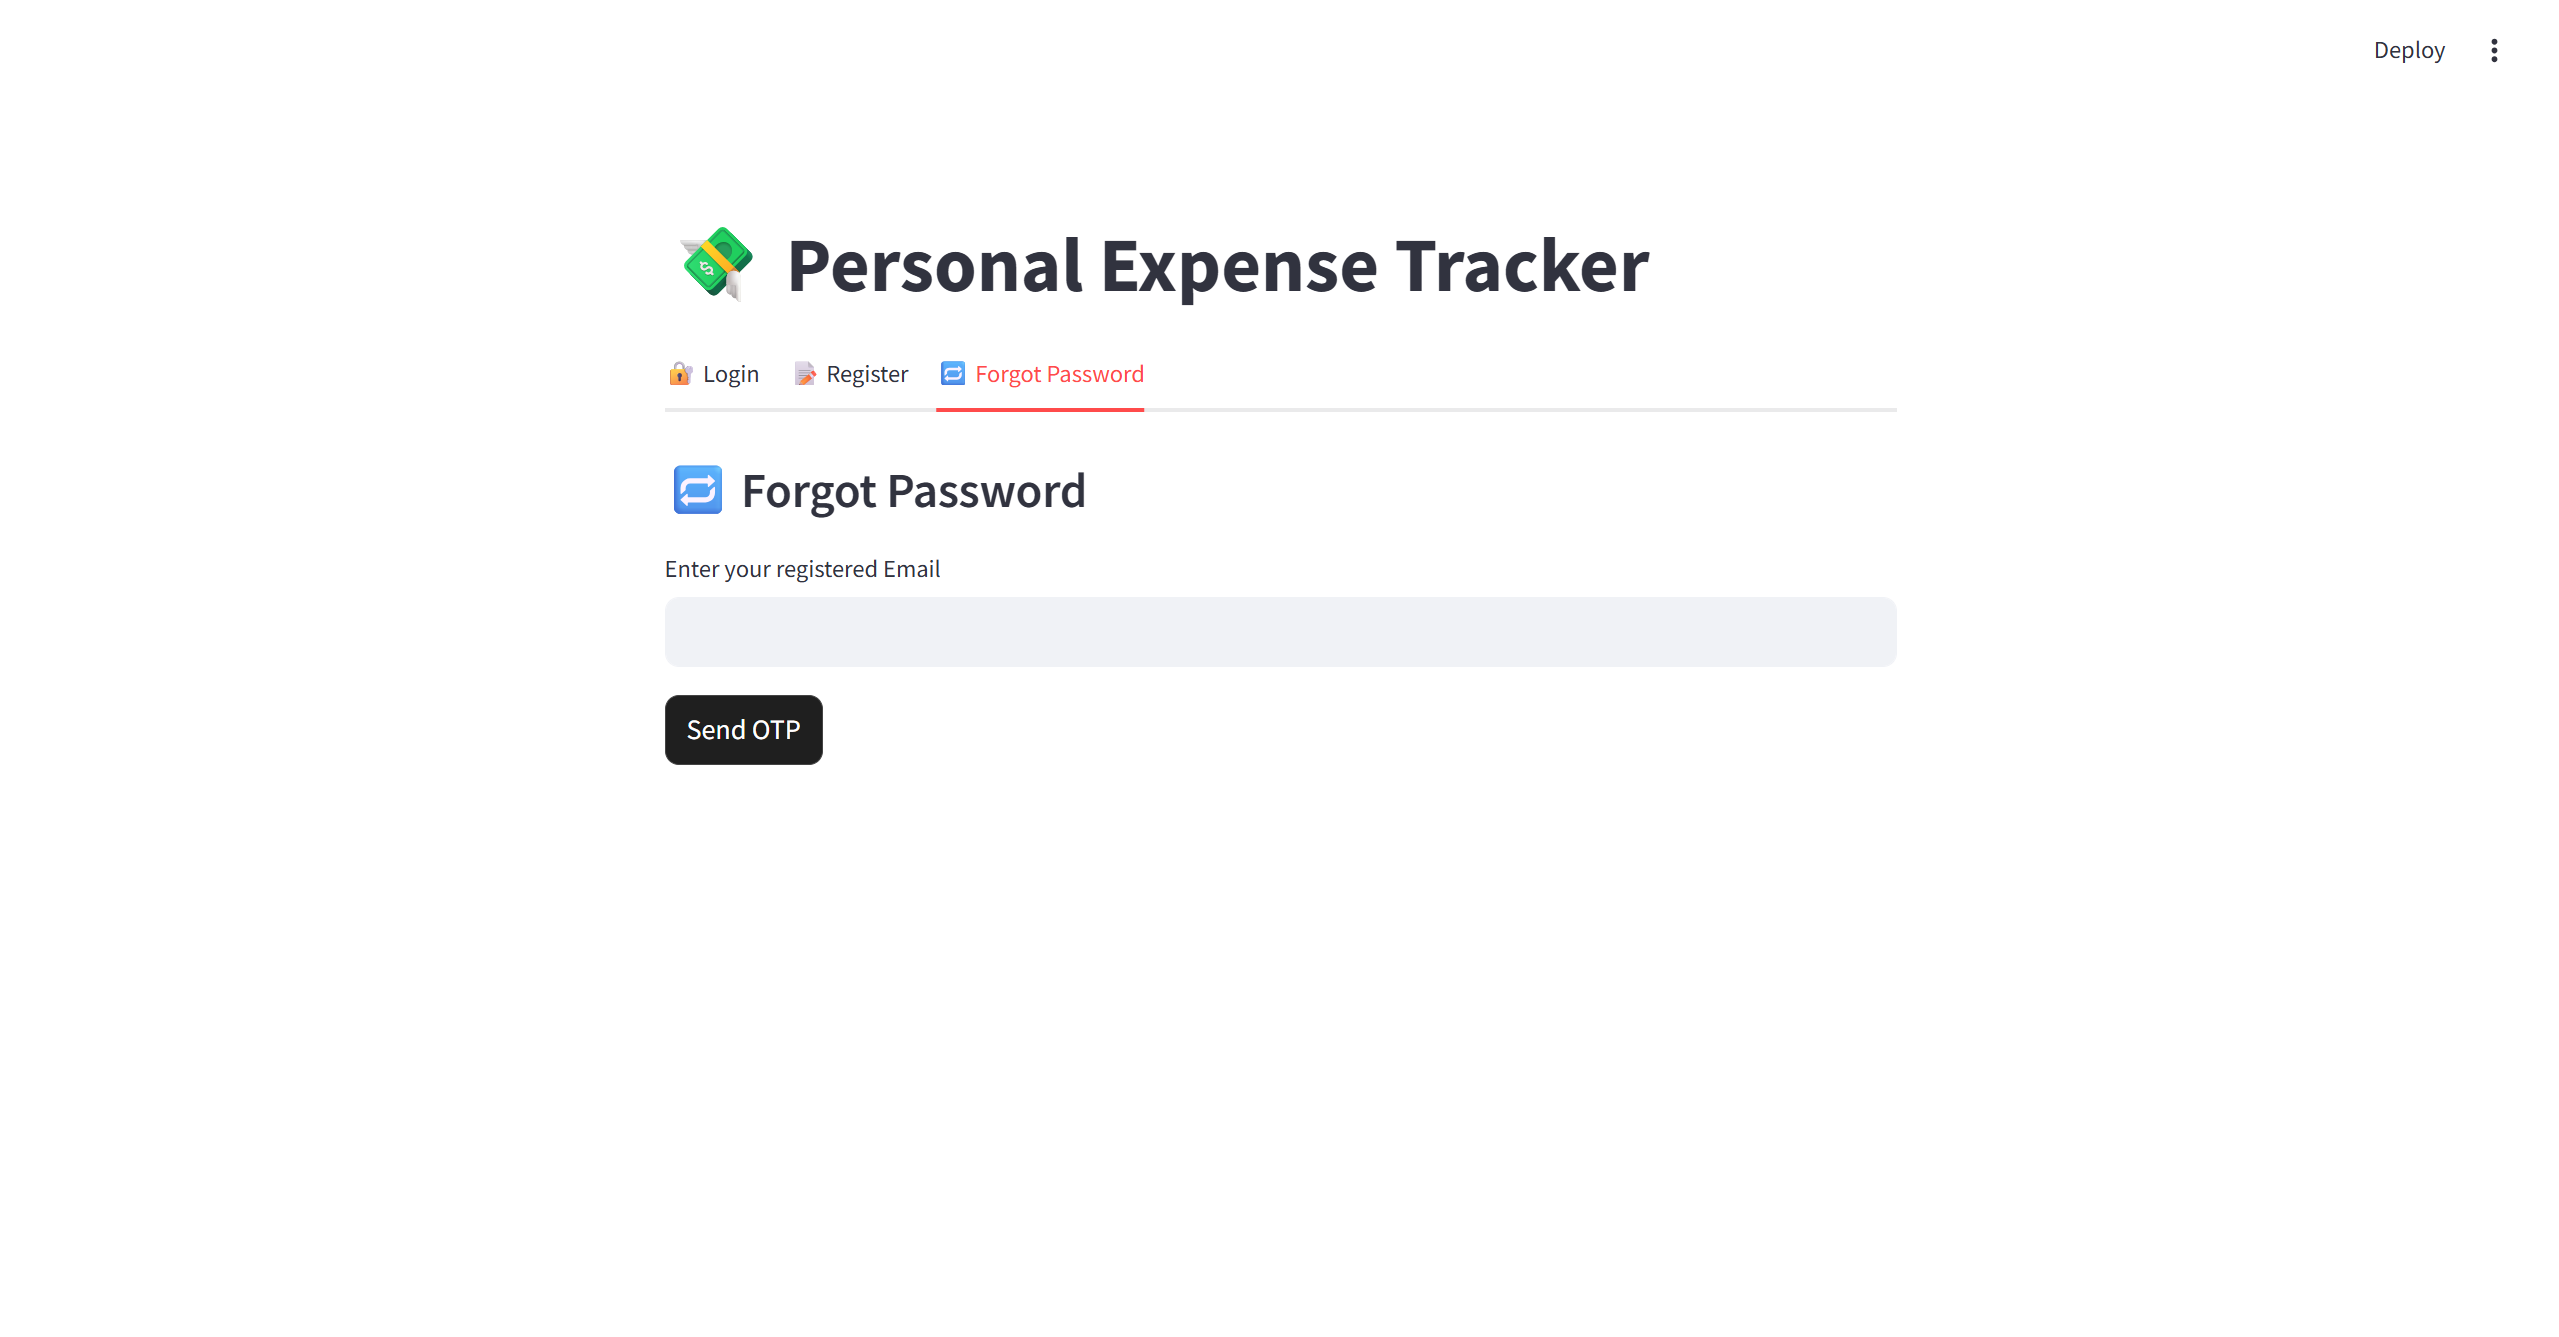 Deploy
Personal Expense Tracker
Login Register Forgot Password
Forgot Password
Enter your registered Email
Send OTP